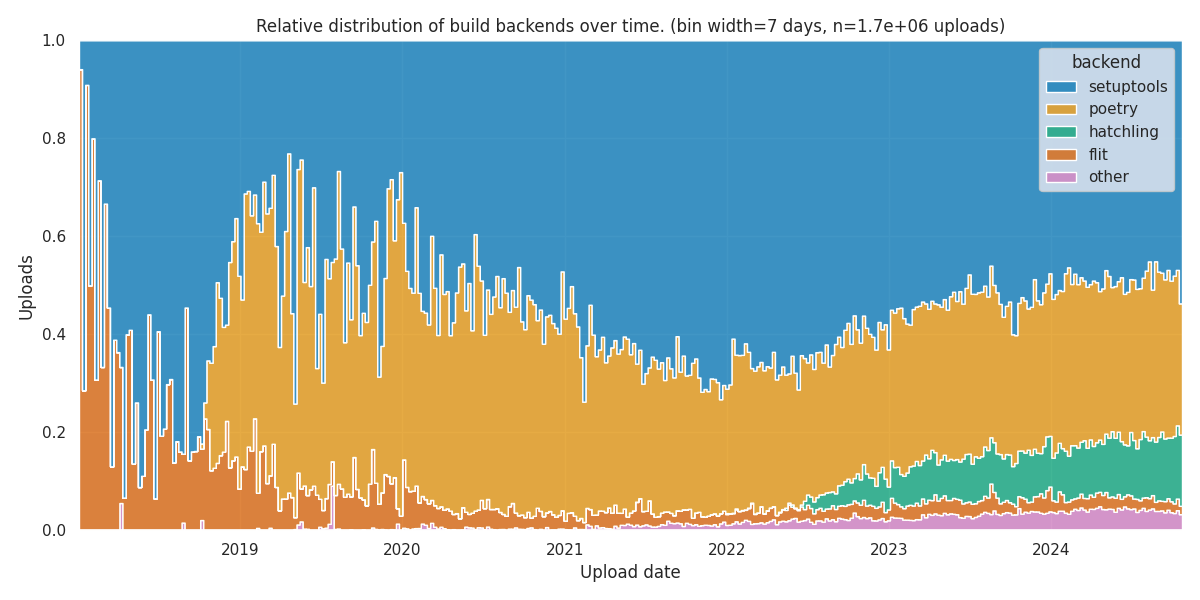 Relative distribution of build backends over time. (bin width=7 days, n=1.7e+06 uploads)
1.0
0.8
0.6
0.4
0.2
0.0
Uploads
backend
setuptools
poetry
hatchling
flit
other
2019
2020
2021
2022
2023
2024
Upload date